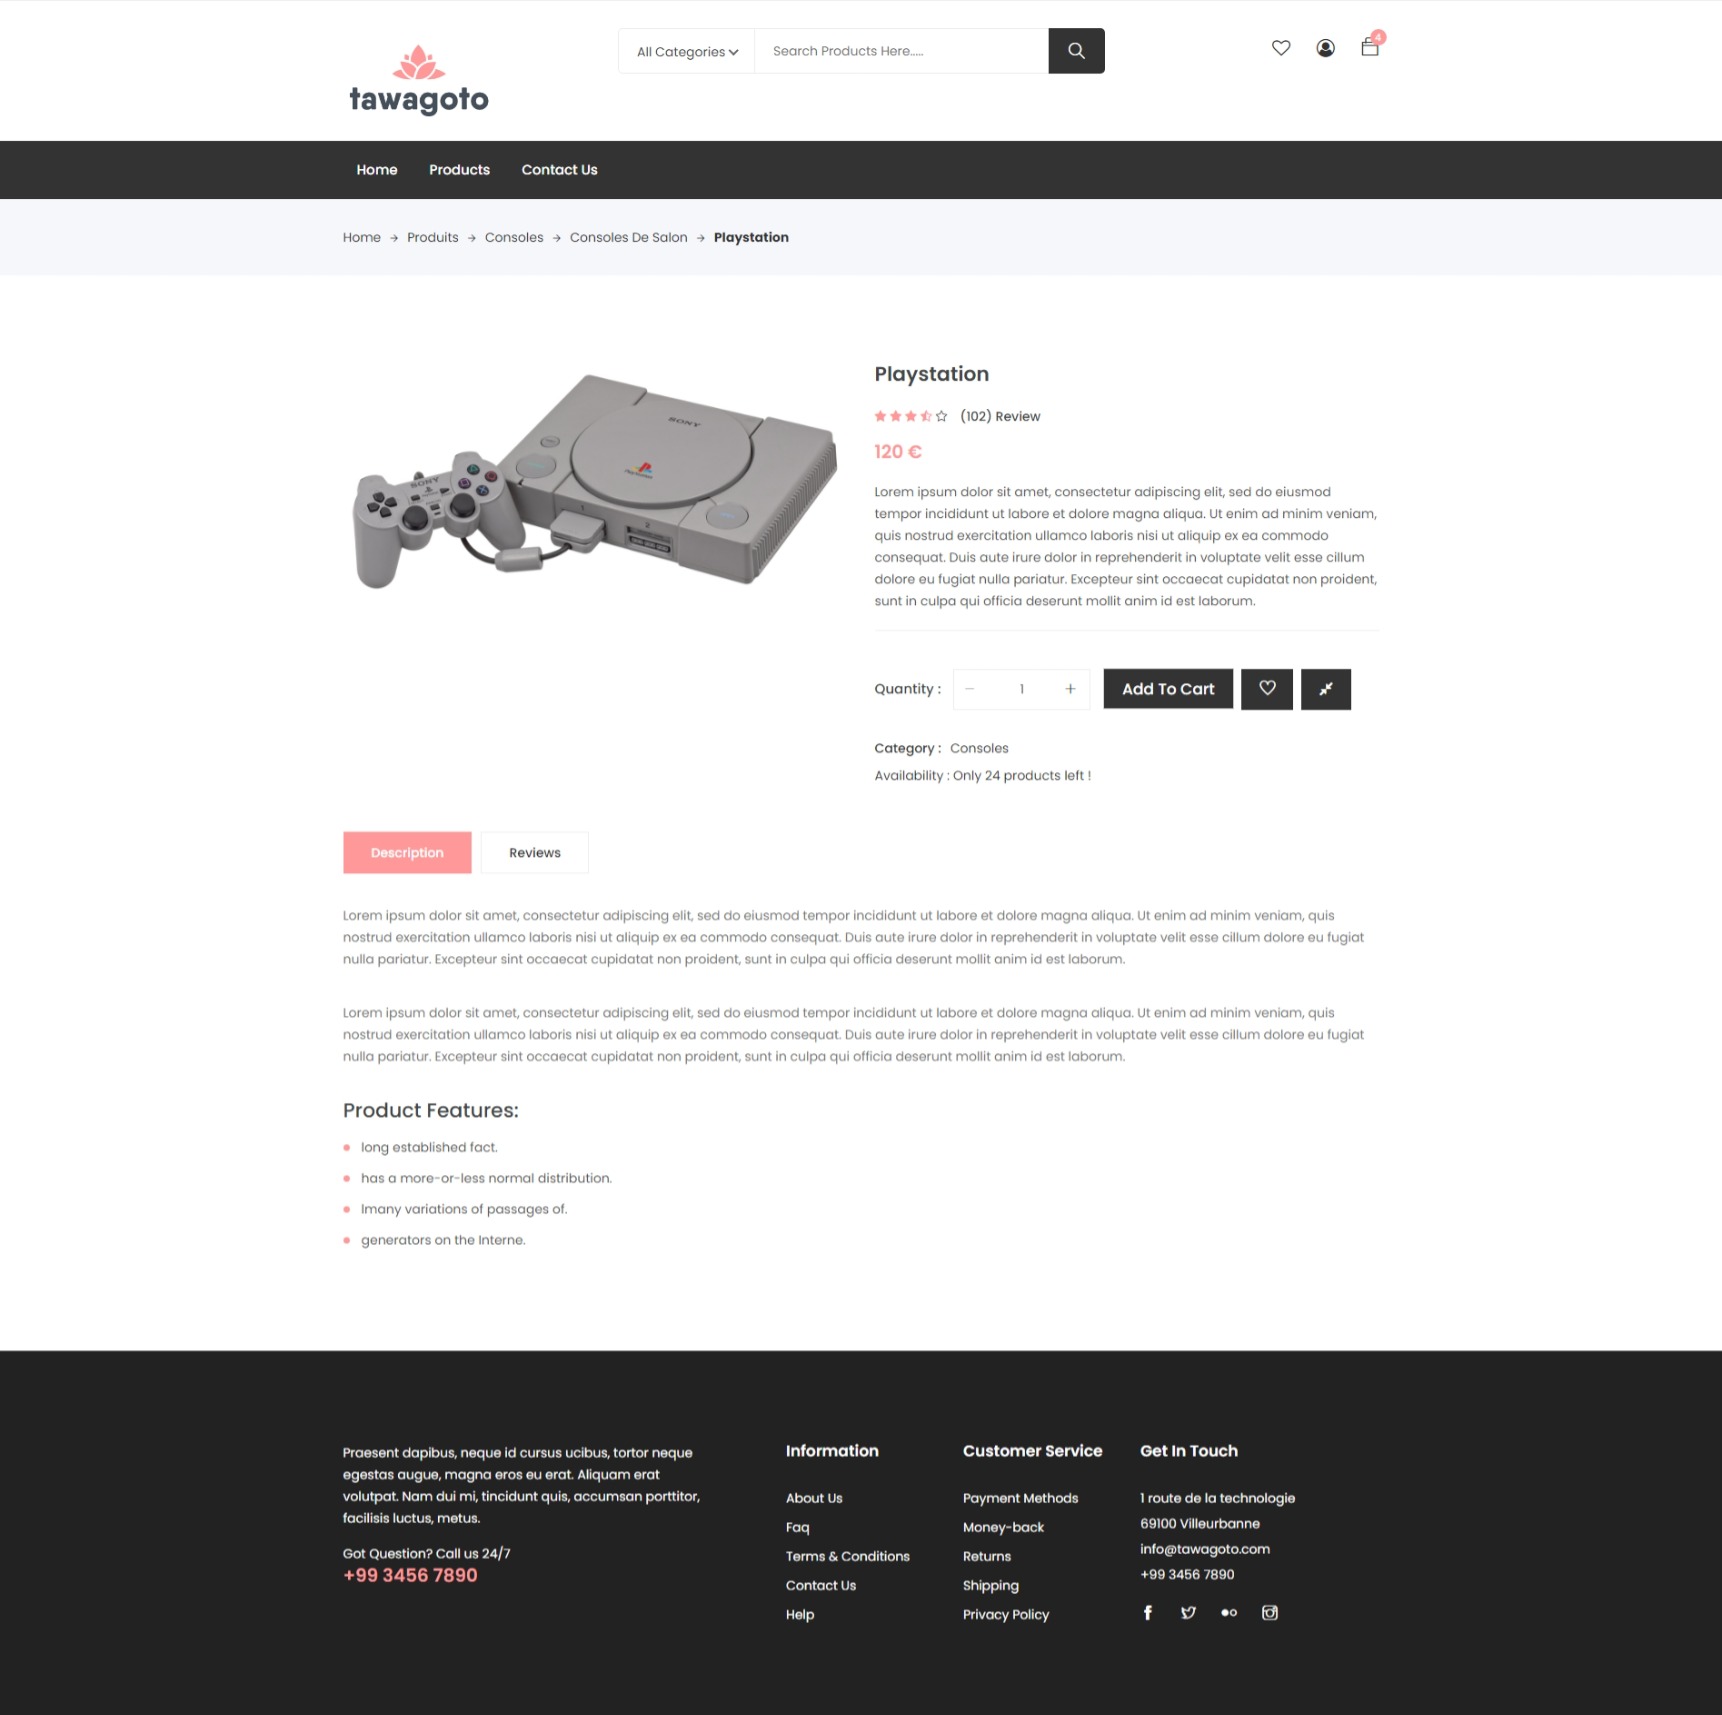 All Categories
Search Products Here.....
4
tawagoto
Home Products Contact Us
Home → Produits → Consoles → Consoles De Salon → Playstation
SONY
PlayStation
SONY
1
2
Playstation
(102) Review
120 €
Lorem ipsum dolor sit amet, consectetur adipiscing elit, sed do eiusmod
tempor incididunt ut labore et dolore magna aliqua. Ut enim ad minim veniam,
quis nostrud exercitation ullamco laboris nisi ut aliquip ex ea commodo
consequat. Duis aute irure dolor in reprehenderit in voluptate velit esse cillum
dolore eu fugiat nulla pariatur. Excepteur sint occaecat cupidatat non proident,
sunt in culpa qui officia deserunt mollit anim id est laborum.
Quantity : − 1 + Add To Cart
Category : Consoles
Availability : Only 24 products left !
Description Reviews
Lorem ipsum dolor sit amet, consectetur adipiscing elit, sed do eiusmod tempor incididunt ut labore et dolore magna aliqua. Ut enim ad minim veniam, quis
nostrud exercitation ullamco laboris nisi ut aliquip ex ea commodo consequat. Duis aute irure dolor in reprehenderit in voluptate velit esse cillum dolore eu fugiat
nulla pariatur. Excepteur sint occaecat cupidatat non proident, sunt in culpa qui officia deserunt mollit anim id est laborum.
Lorem ipsum dolor sit amet, consectetur adipiscing elit, sed do eiusmod tempor incididunt ut labore et dolore magna aliqua. Ut enim ad minim veniam, quis
nostrud exercitation ullamco laboris nisi ut aliquip ex ea commodo consequat. Duis aute irure dolor in reprehenderit in voluptate velit esse cillum dolore eu fugiat
nulla pariatur. Excepteur sint occaecat cupidatat non proident, sunt in culpa qui officia deserunt mollit anim id est laborum.
Product Features:
long established fact.
has a more-or-less normal distribution.
lmany variations of passages of.
generators on the Interne.
Praesent dapibus, neque id cursus ucibus, tortor neque
egestas augue, magna eros eu erat. Aliquam erat
volutpat. Nam dui mi, tincidunt quis, accumsan porttitor,
facilisis luctus, metus.
Got Question? Call us 24/7
+99 3456 7890
Information
About Us
Faq
Terms & Conditions
Contact Us
Help
Customer Service
Payment Methods
Money-back
Returns
Shipping
Privacy Policy
Get In Touch
1 route de la technologie
69100 Villeurbanne
info@tawagoto.com
+99 3456 7890